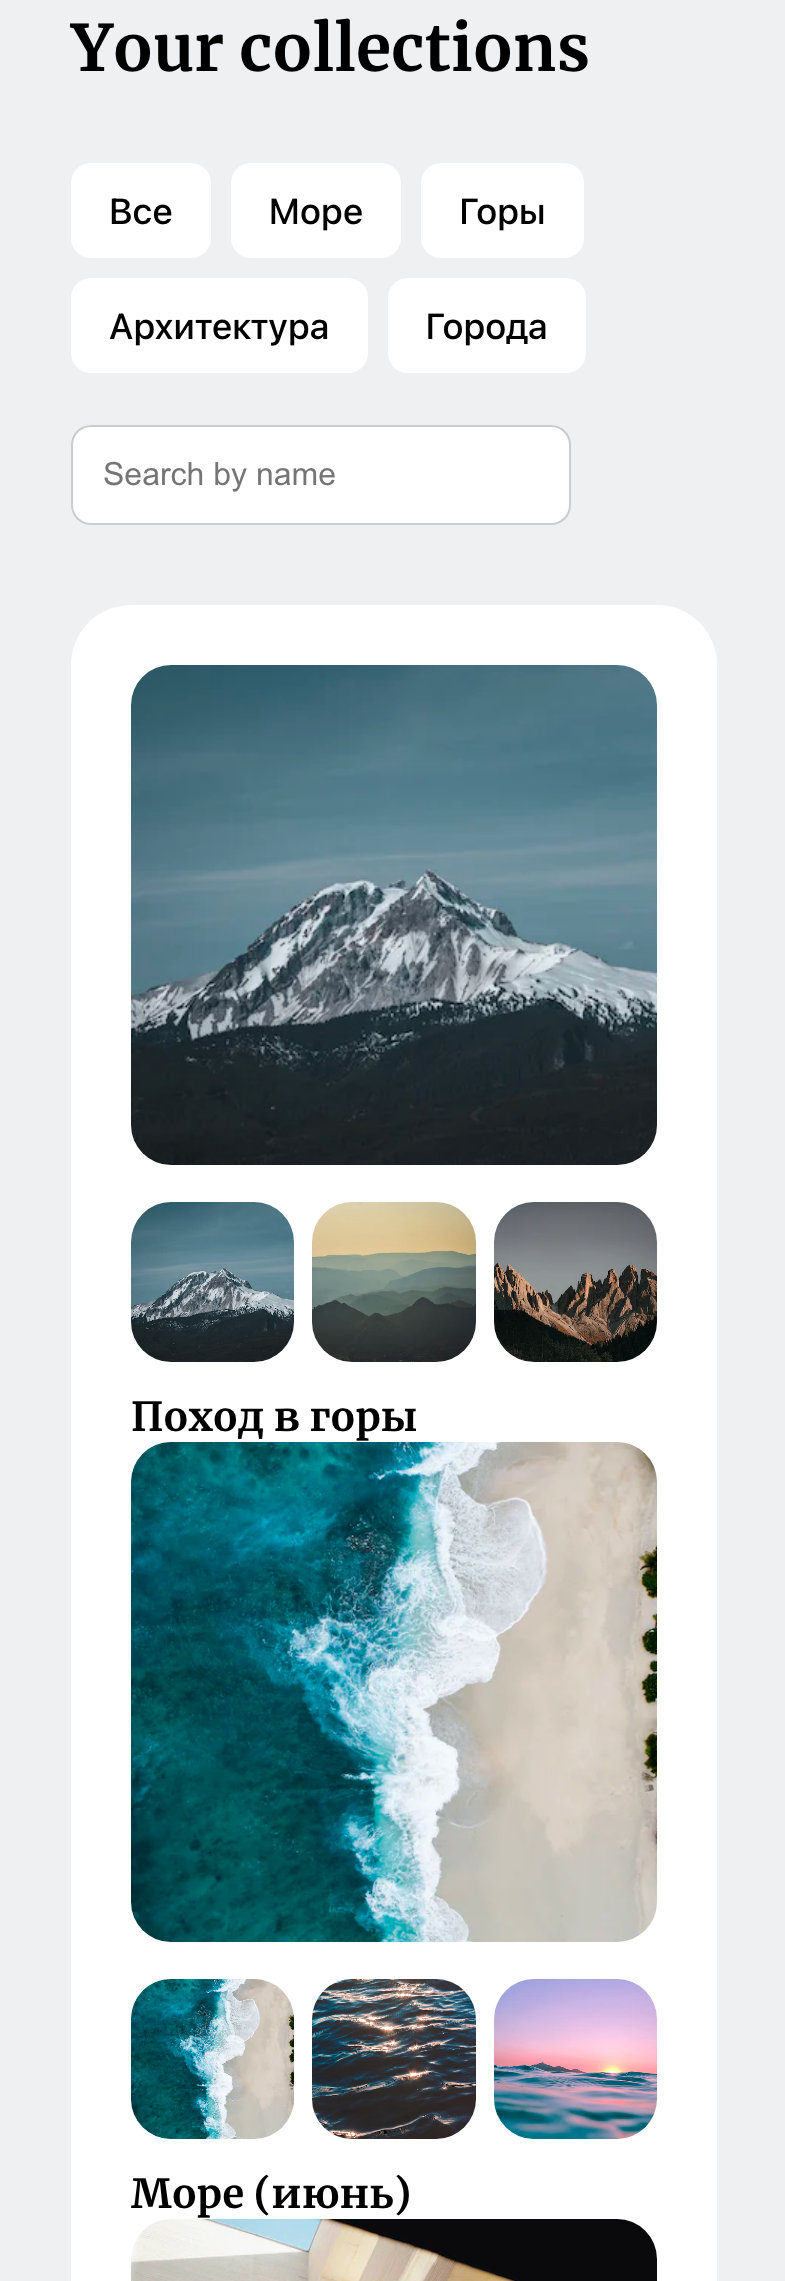 Your collections
Все Море Горы
Архитектура Города
Search by name
Поход в горы
Море (июнь)